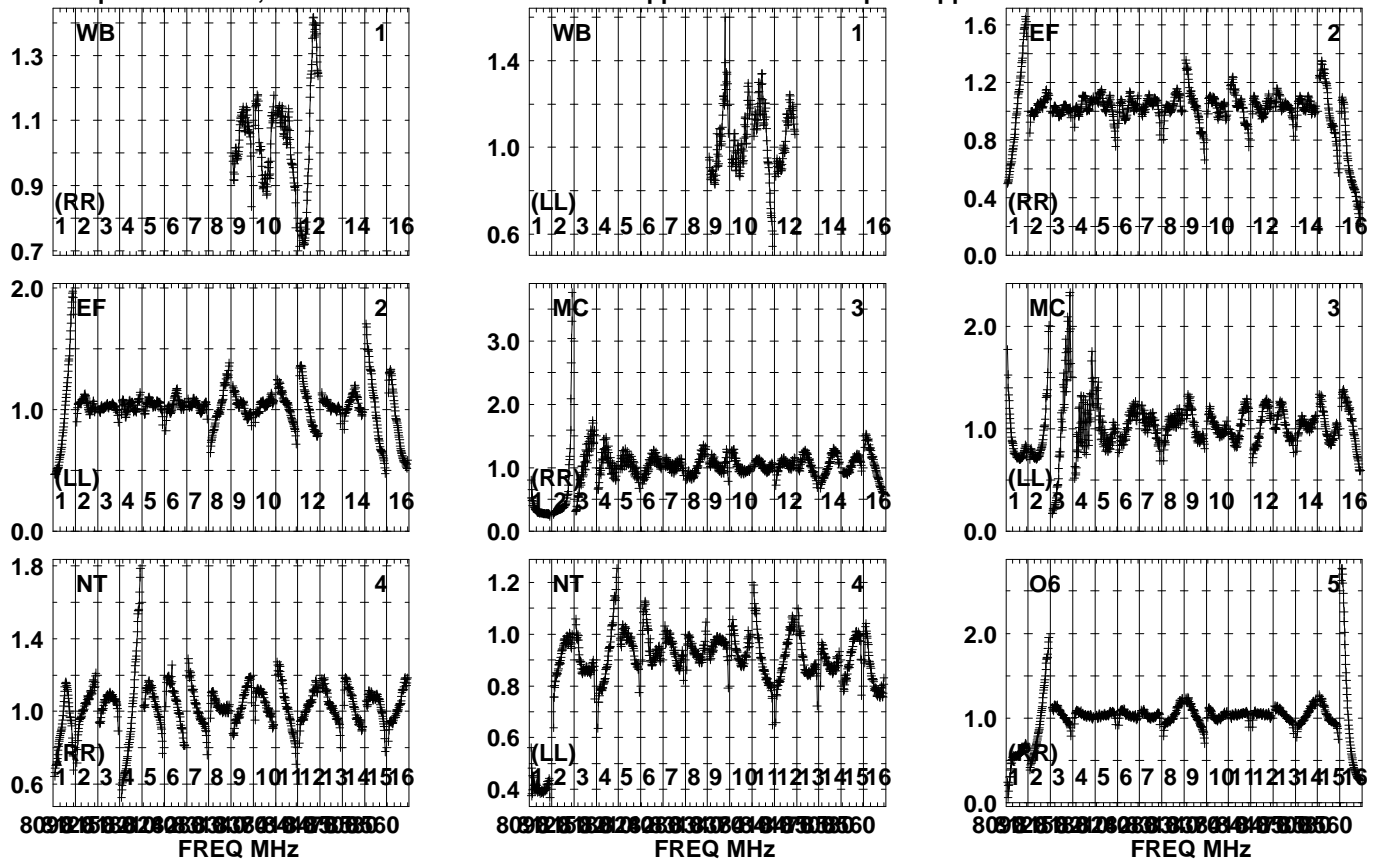 WB 1
1.3
1.1
0.9
0.7
(RR)
1 2 3 4 5 6 7 8 9 10 12 14 16
WB 1
1.4
1.0
0.6
(LL)
1 2 3 4 5 6 7 8 9 10 12 14 16
EF 2
1.6
1.2
0.8
0.4
0.0
(RR)
1 2 3 4 5 6 7 8 9 10 12 14 16
EF 2
2.0
1.0
0.0
(LL)
1 2 3 4 5 6 7 8 9 10 12 14 16
MC 3
3.0
2.0
1.0
0.0
(RR)
1 2 3 4 5 6 7 8 9 10 12 14 16
MC 3
2.0
1.0
0.0
(LL)
1 2 3 4 5 6 7 8 9 10 12 14 16
NT 4
1.8
1.4
1.0
0.6
(RR)
1 2 3 4 5 6 7 8 9 10 11 12 13 14 15 16
FREQ MHz
NT 4
1.2
1.0
0.8
0.6
0.4
(LL)
1 2 3 4 5 6 7 8 9 10 11 12 13 14 15 16
FREQ MHz
O6 5
2.0
1.0
0.0
(RR)
1 2 3 4 5 6 7 8 9 10 11 12 13 14 15 16
FREQ MHz